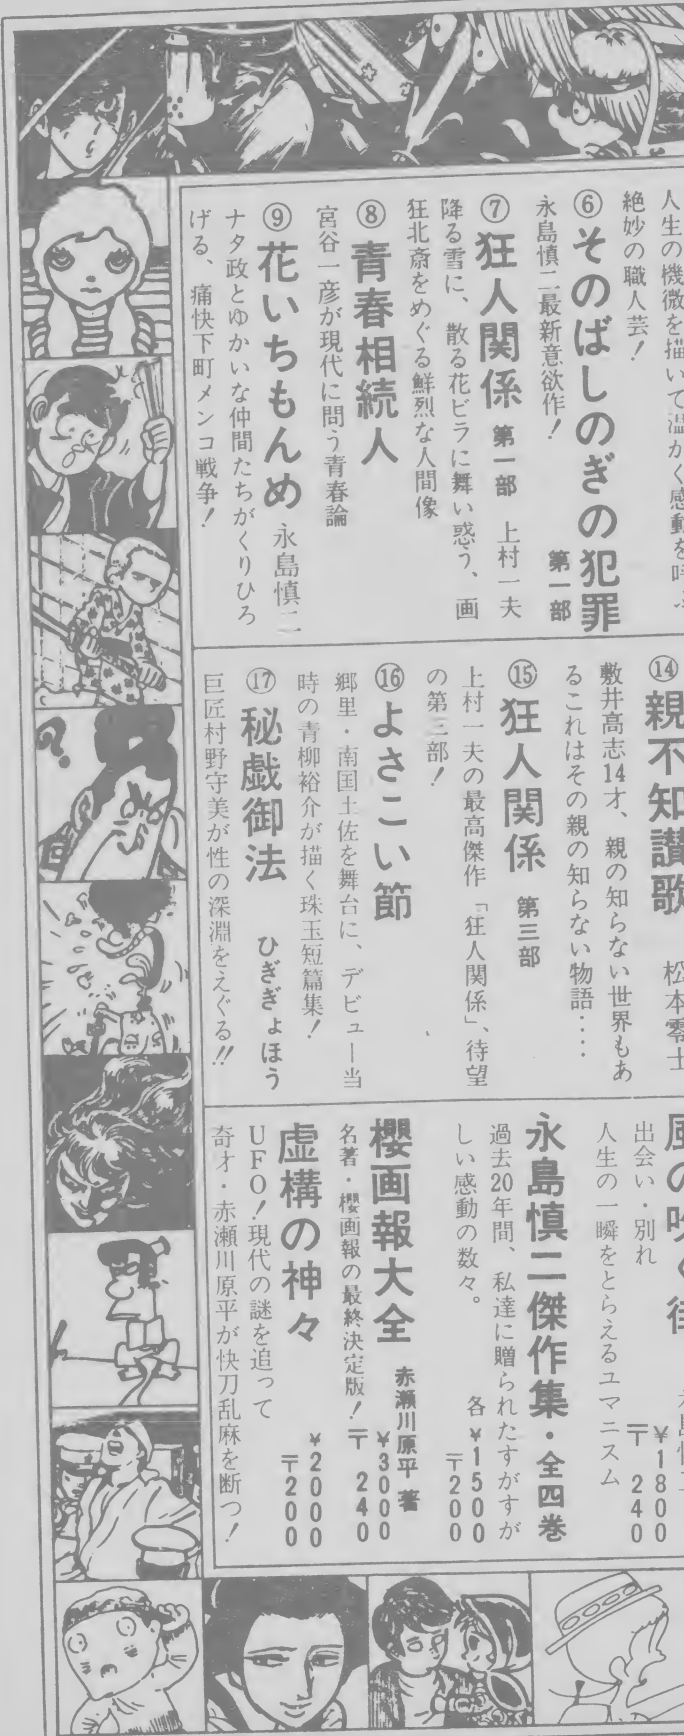 人生の機微を描いて温かく感動を呼ぶ
絶妙の職人芸！
⑥そのばしのぎの犯罪 第一部
永島慎二最新意欲作！
⑦狂人関係 第一部 上村一夫
降る雪に、散る花ビラに舞い惑う、画
狂北斎をめぐる鮮烈な人間像
⑧青春相続人
宮谷一彦が現代に問う青春論
⑨花いちもんめ 永島慎二
ナタ政とゆかいな仲間たちがくりひろ
げる、痛快下町メンコ戦争！
⑭親不知讃歌 松本零士
敷井高志14才、親の知らない世界もあ
るこれはその親の知らない物語‥‥
⑮狂人関係 第三部
上村一夫の最高傑作「狂人関係」、待望
の第三部！
⑯よさこい節
郷里・南国土佐を舞台に、デビュー当
時の青柳裕介が描く珠玉短篇集！
⑰秘戯御法 ひぎぎょほう
巨匠村野守美が性の深淵をえぐる!!
風の吹く街 永島慎二
¥1800
〒240
出会い・別れ
人生の一瞬をとらえるユマニスム
永島慎二傑作集・全四巻
過去20年間、私達に贈られたすがすが
しい感動の数々。
各¥1500
〒200
櫻画報大全 赤瀬川原平 著
¥3000
名著・櫻画報の最終決定版！
〒240
虚構の神々
¥2000
UFO！現代の謎を追って
〒200
奇才・赤瀬川原平が快刀乱麻を断つ！